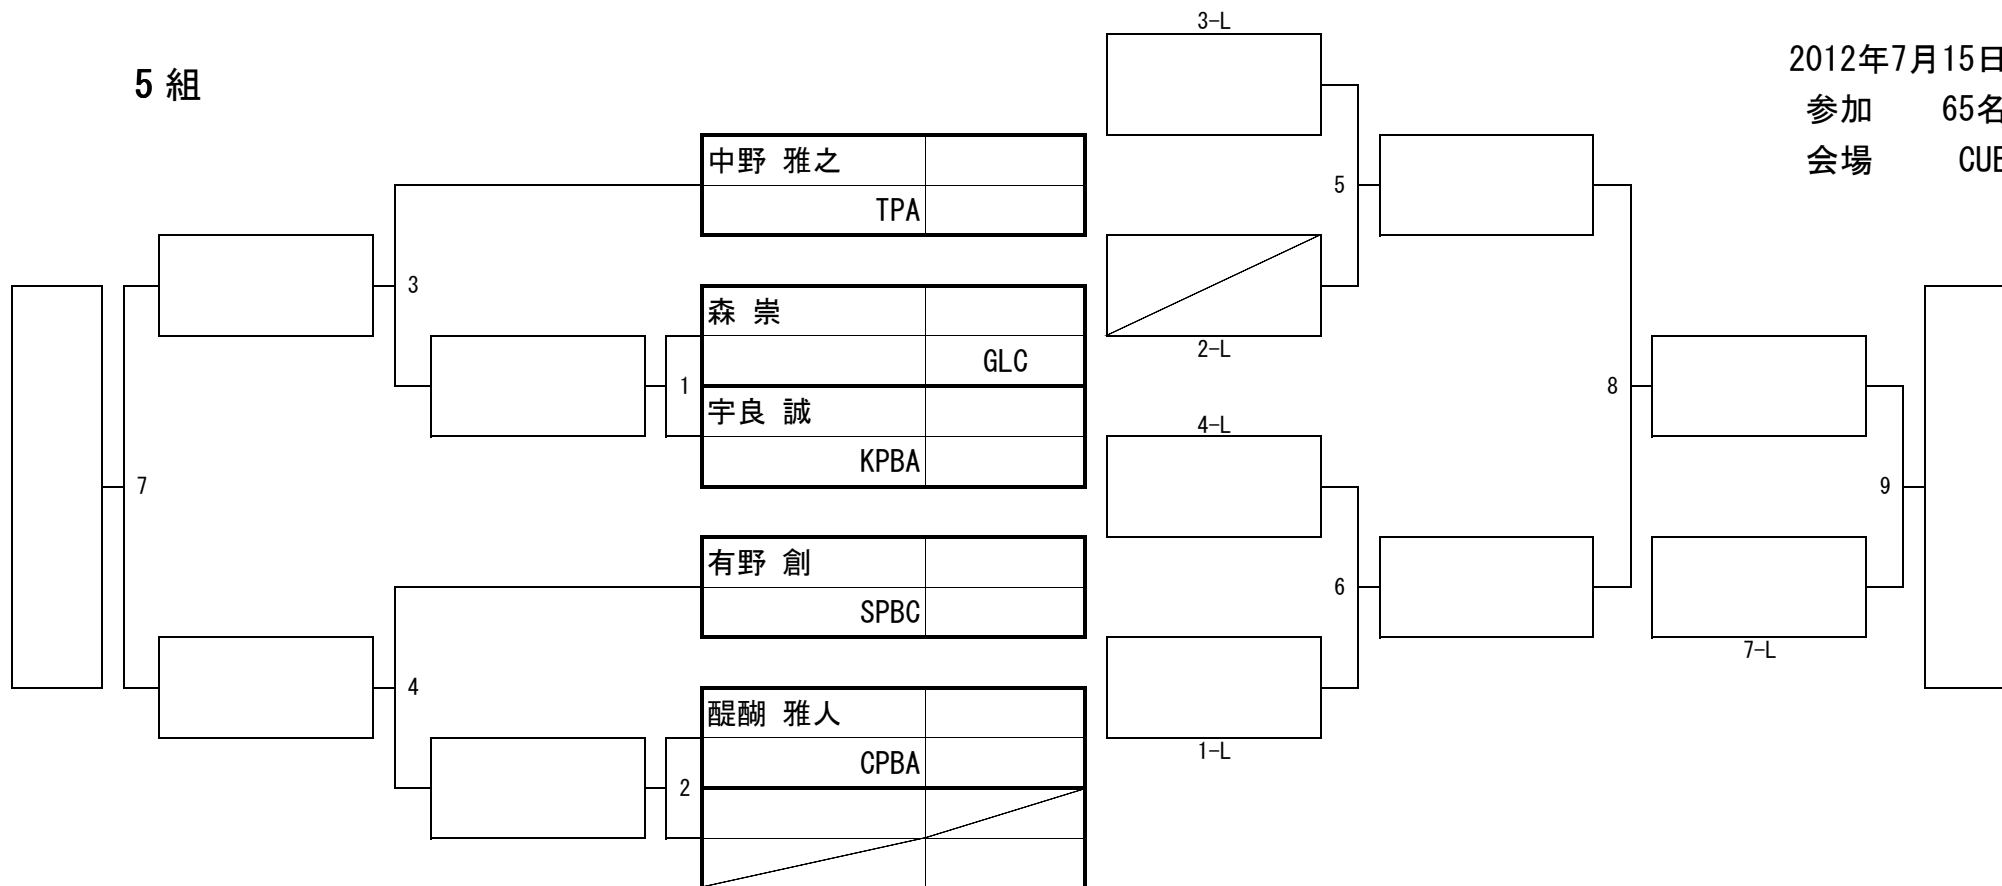 5 組
2012年7月15日
参加 65名
会場 CUE
3-L
中野 雅之
TPA
5
3
森 崇
GLC
2-L
1
宇良 誠
KPBA
8
4-L
7
9
有野 創
SPBC
6
7-L
4
醍醐 雅人
CPBA
1-L
2